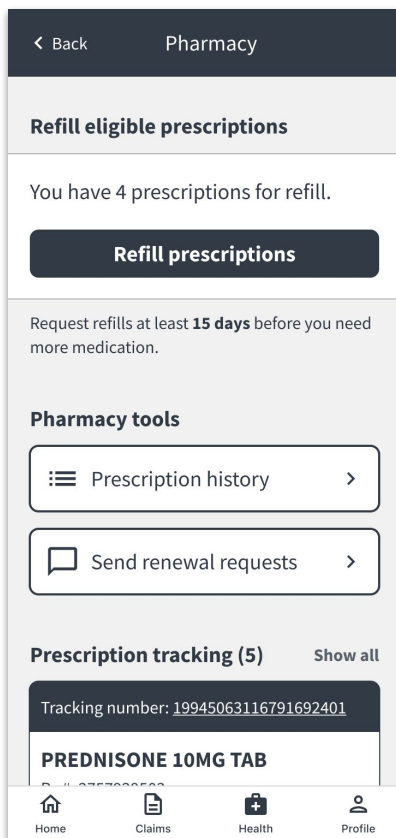 Back
Pharmacy
Refill eligible prescriptions
You have 4 prescriptions for refill.
Refill prescriptions
Request refills at least 15 days before you need
more medication.
Pharmacy tools
Prescription history
Send renewal requests
Prescription tracking (5)
Show all
Tracking number: 19945063116791692401
PREDNISONE 10MG TAB
Home
Claims
Health
Profile